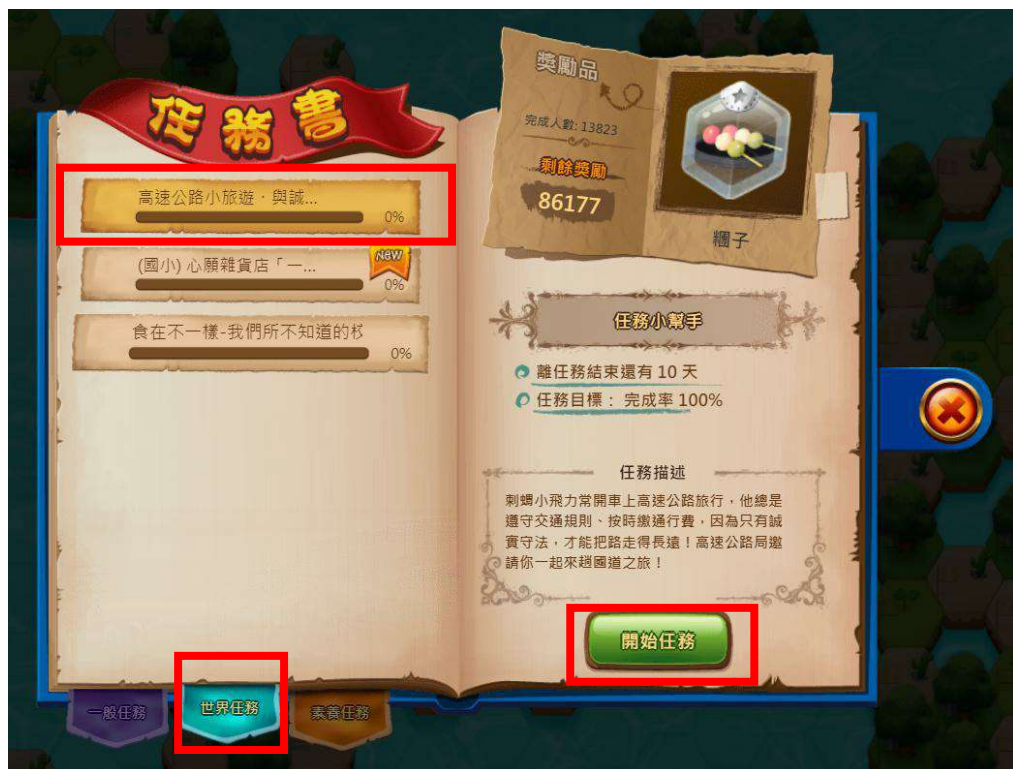 任務書
高速公路小旅遊・與誠...
0%
(國小) 心願雜貨店「一...
NEW
0%
食在不一樣-我們所不知道的校
0%
獎勵品
完成人數: 13823
剩餘獎勵
86177
糰子
任務小幫手
離任務結束還有 10 天
任務目標： 完成率 100%
任務描述
刺蝟小飛力常開車上高速公路旅行，他總是
遵守交通規則、按時繳通行費，因為只有誠
實守法，才能把路走得長遠！高速公路局邀
請你一起來趟國道之旅！
開始任務
一般任務
世界任務
素養任務